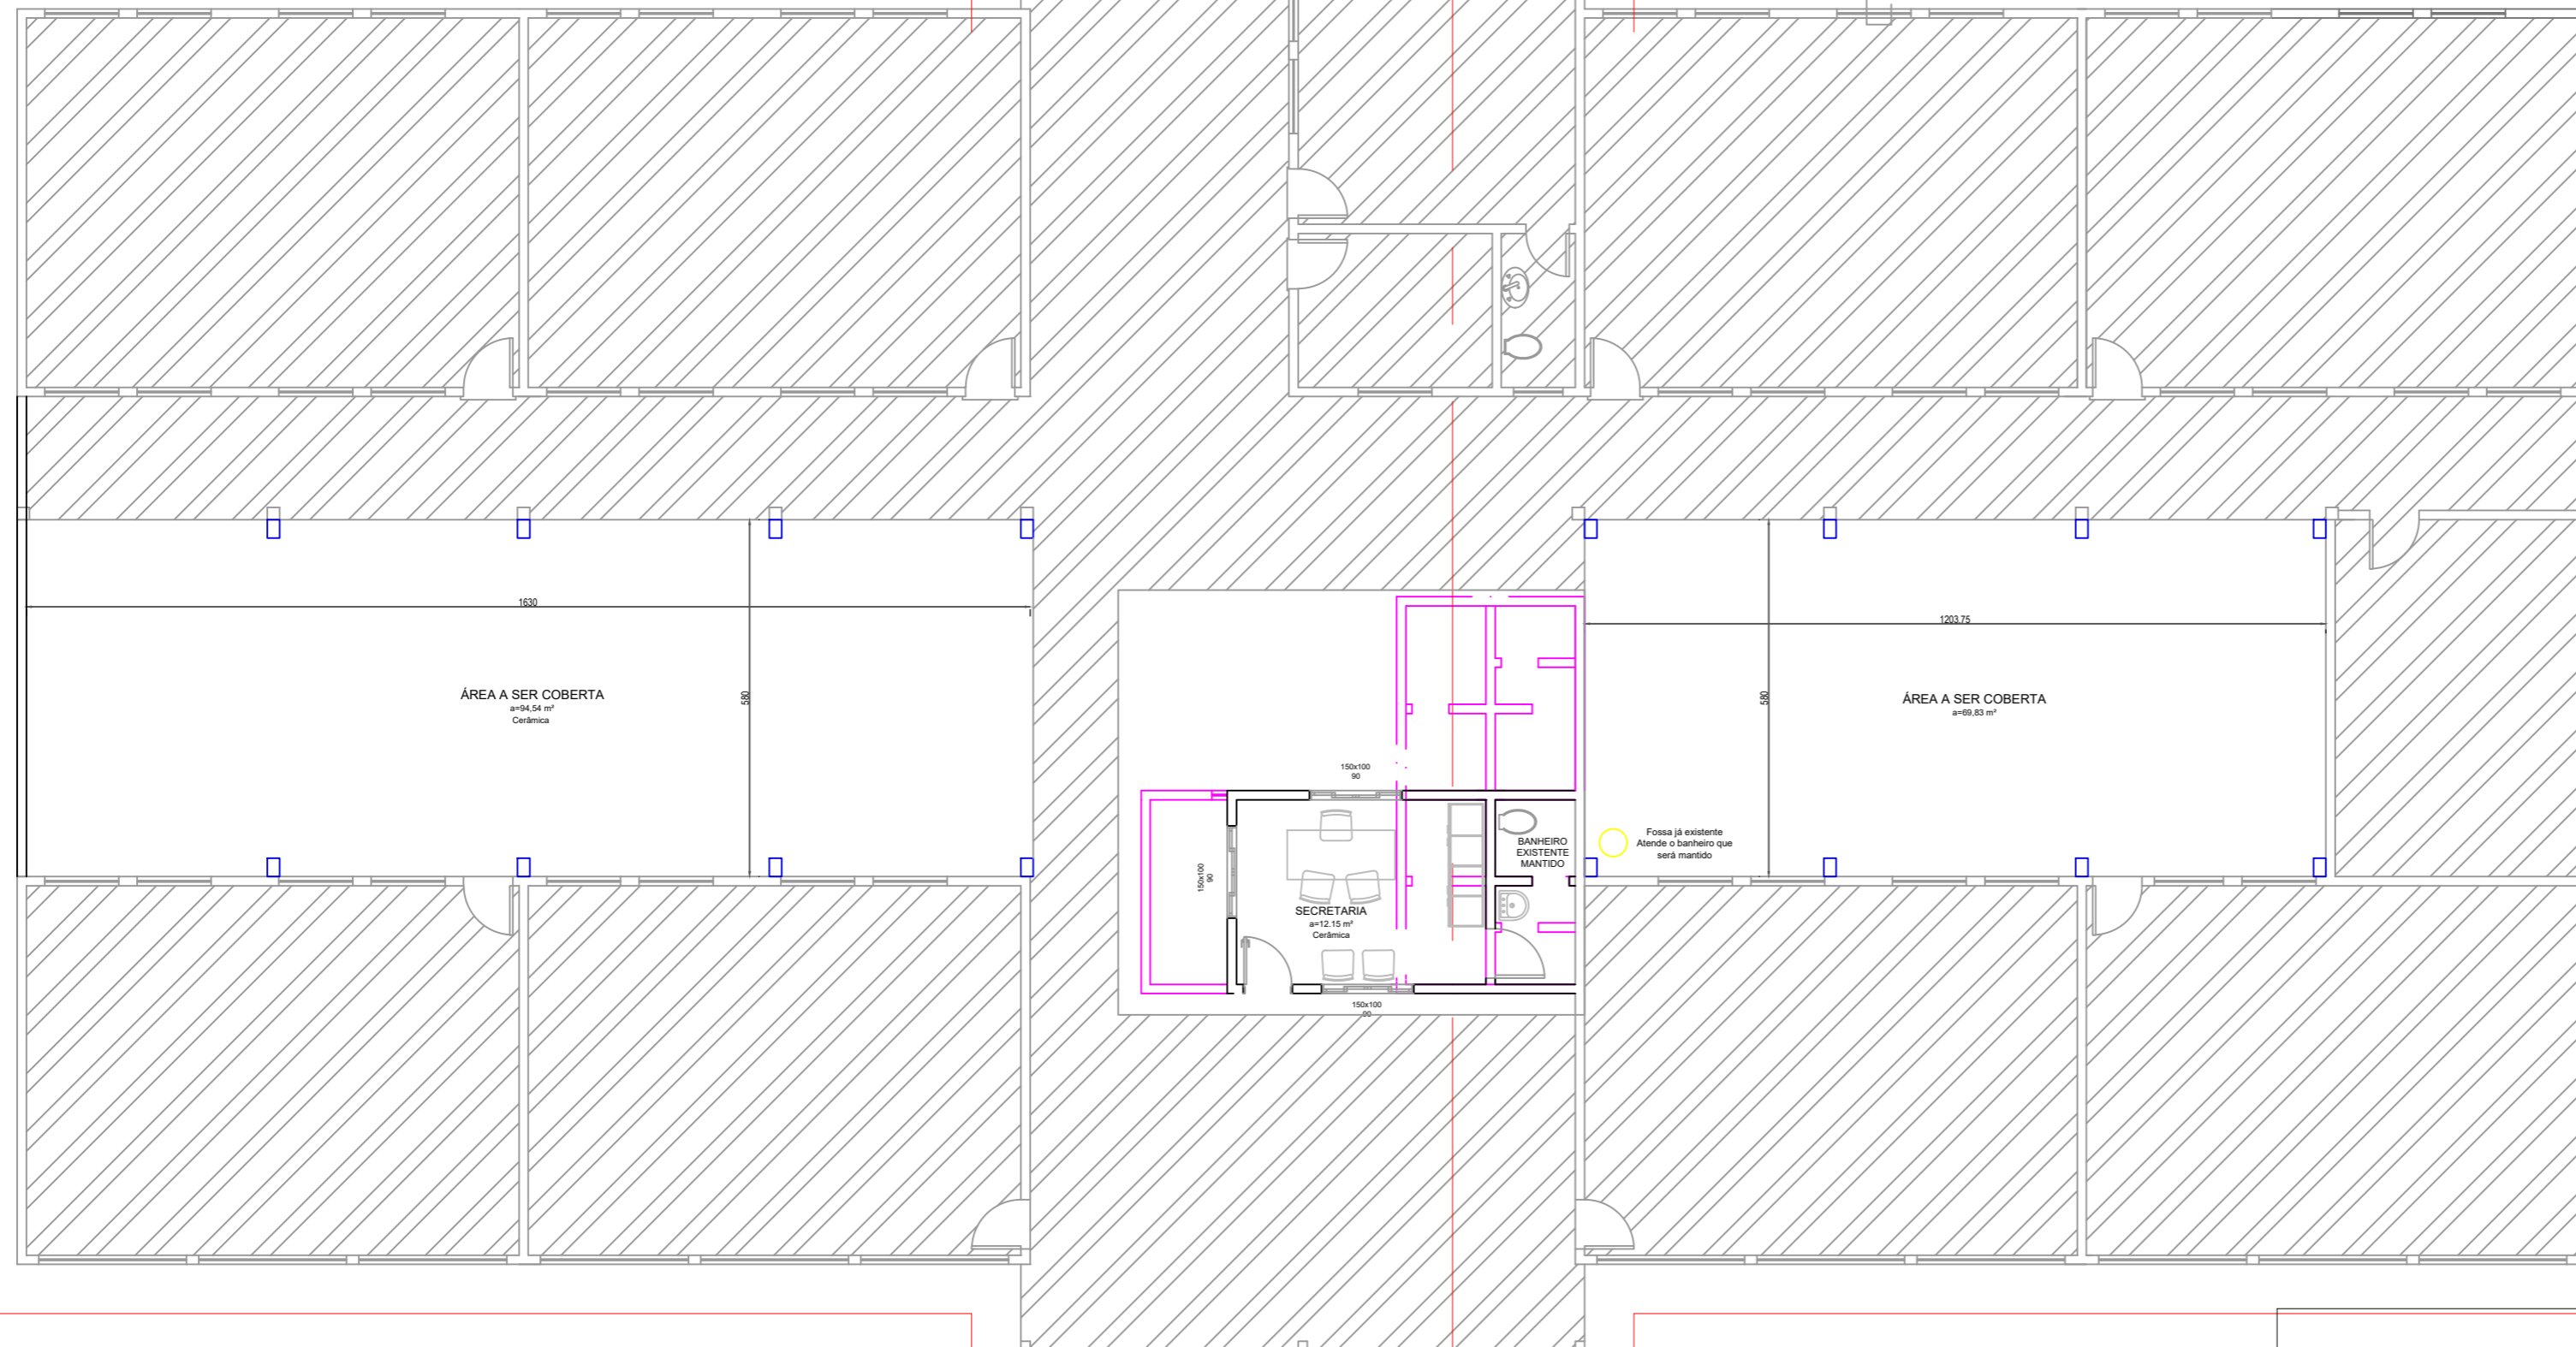 1630
580
ÁREA A SER COBERTA
a=94,54 m²
Cerâmica
150x100
90
150x100
90
SECRETARIA
a=12.15 m²
Cerâmica
150x100
90
BANHEIRO
EXISTENTE
MANTIDO
1203.75
580
ÁREA A SER COBERTA
a=69,83 m²
Fossa já existente
Atende o banheiro que
será mantido